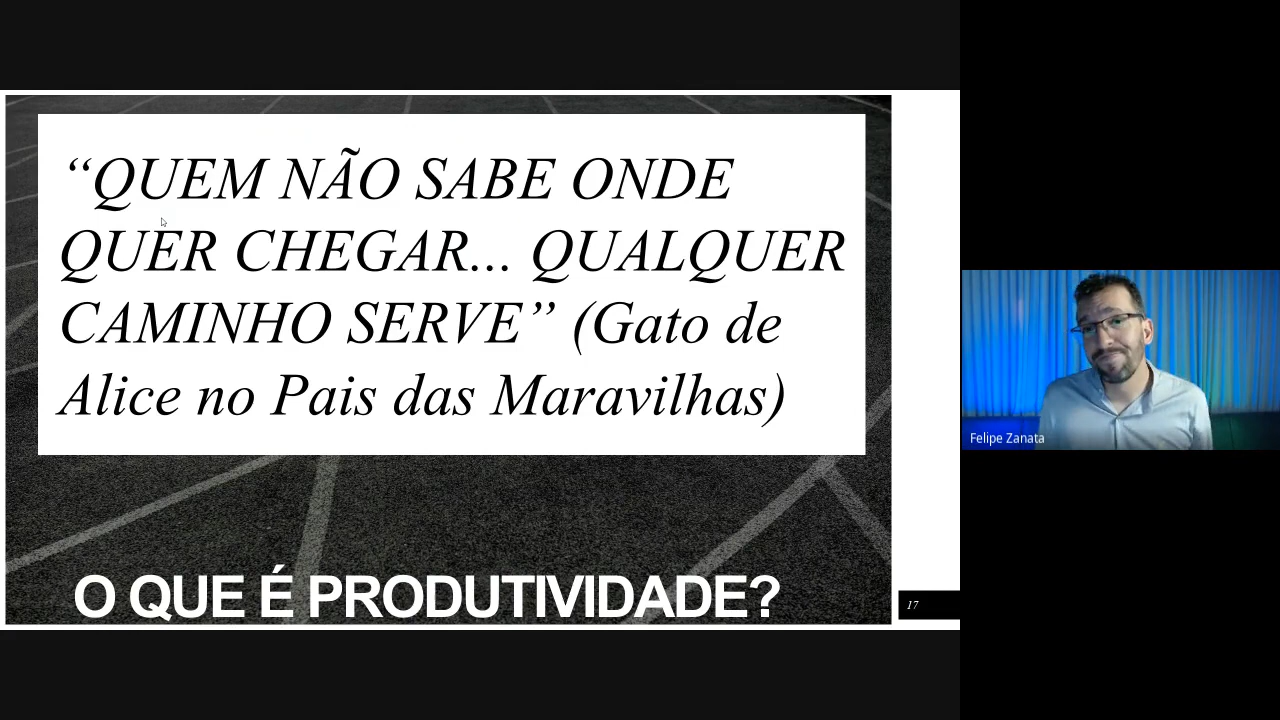 “QUEM NÃO SABE ONDE
QUER CHEGAR... QUALQUER
CAMINHO SERVE” (Gato de
Alice no Pais das Maravilhas)
O QUE É PRODUTIVIDADE?
17
Felipe Zanata